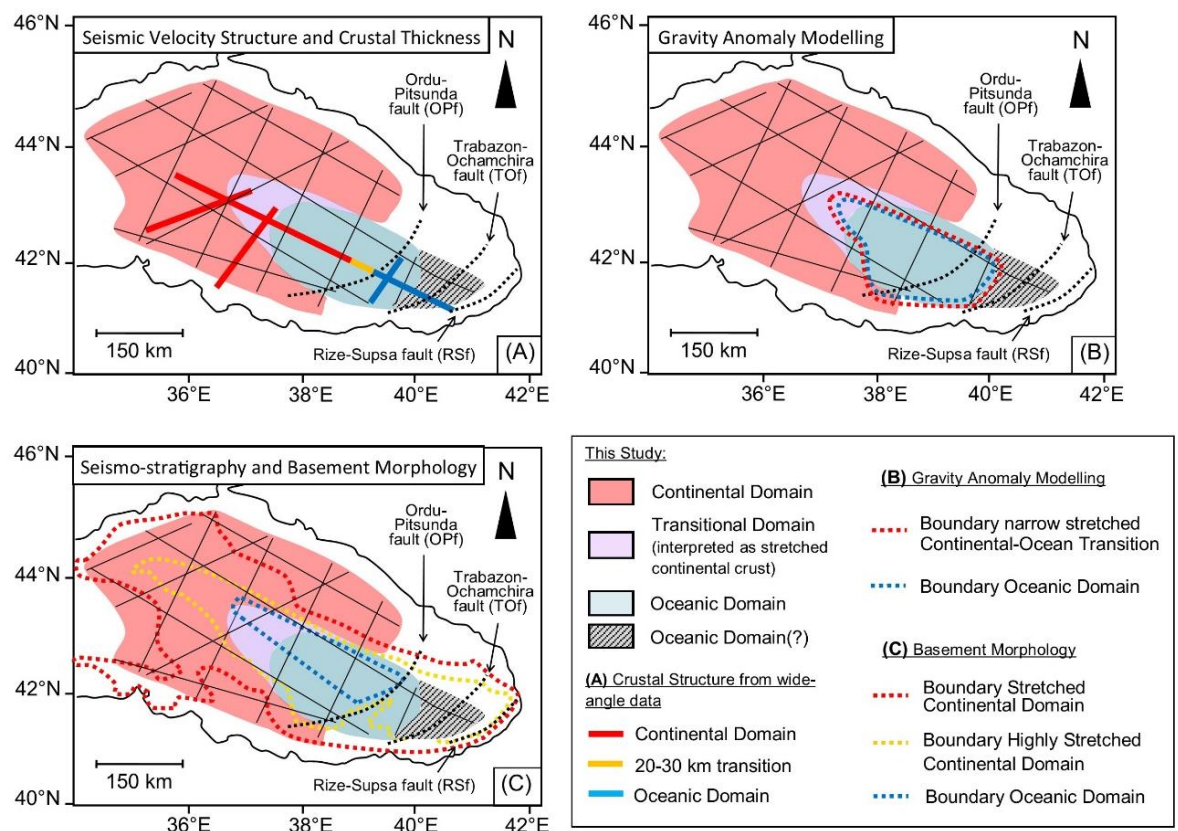 46°N
44°N
42°N
40°N
Seismic Velocity Structure and Crustal Thickness
N
Ordu-
Pitsunda
fault (OPf)
Trabazon-
Ochamchira
fault (TOf)
150 km
Rize-Supsa fault (RSf)
(A)
36°E
38°E
40°E
42°E
46°N
44°N
42°N
40°N
Gravity Anomaly Modelling
N
Ordu-
Pitsunda
fault (OPf)
Trabazon-
Ochamchira
fault (TOf)
150 km
Rize-Supsa fault (RSf)
(B)
36°E
38°E
40°E
42°E
46°N
44°N
42°N
40°N
Seismo-stratigraphy and Basement Morphology
N
Ordu-
Pitsunda
fault (OPf)
Trabazon-
Ochamchira
fault (TOf)
150 km
Rize-Supsa fault (RSf)
(C)
36°E
38°E
40°E
42°E
This Study:
Continental Domain
Transitional Domain
(interpreted as stretched
continental crust)
Oceanic Domain
Oceanic Domain(?)
(A) Crustal Structure from wide-
angle data
Continental Domain
20-30 km transition
Oceanic Domain
(B) Gravity Anomaly Modelling
Boundary narrow stretched
Continental-Ocean Transition
Boundary Oceanic Domain
(C) Basement Morphology
Boundary Stretched
Continental Domain
Boundary Highly Stretched
Continental Domain
Boundary Oceanic Domain